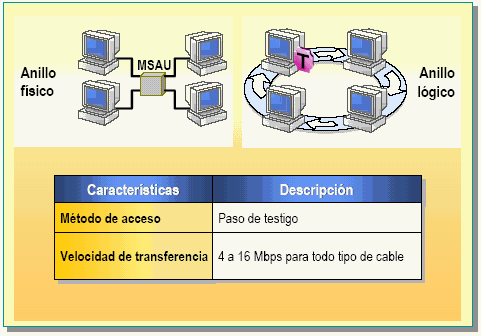 Anillo
físico
MSAU
T
Anillo
lógico
Características Descripción
Método de acceso Paso de testigo
Velocidad de transferencia 4 a 16 Mbps para todo tipo de cable